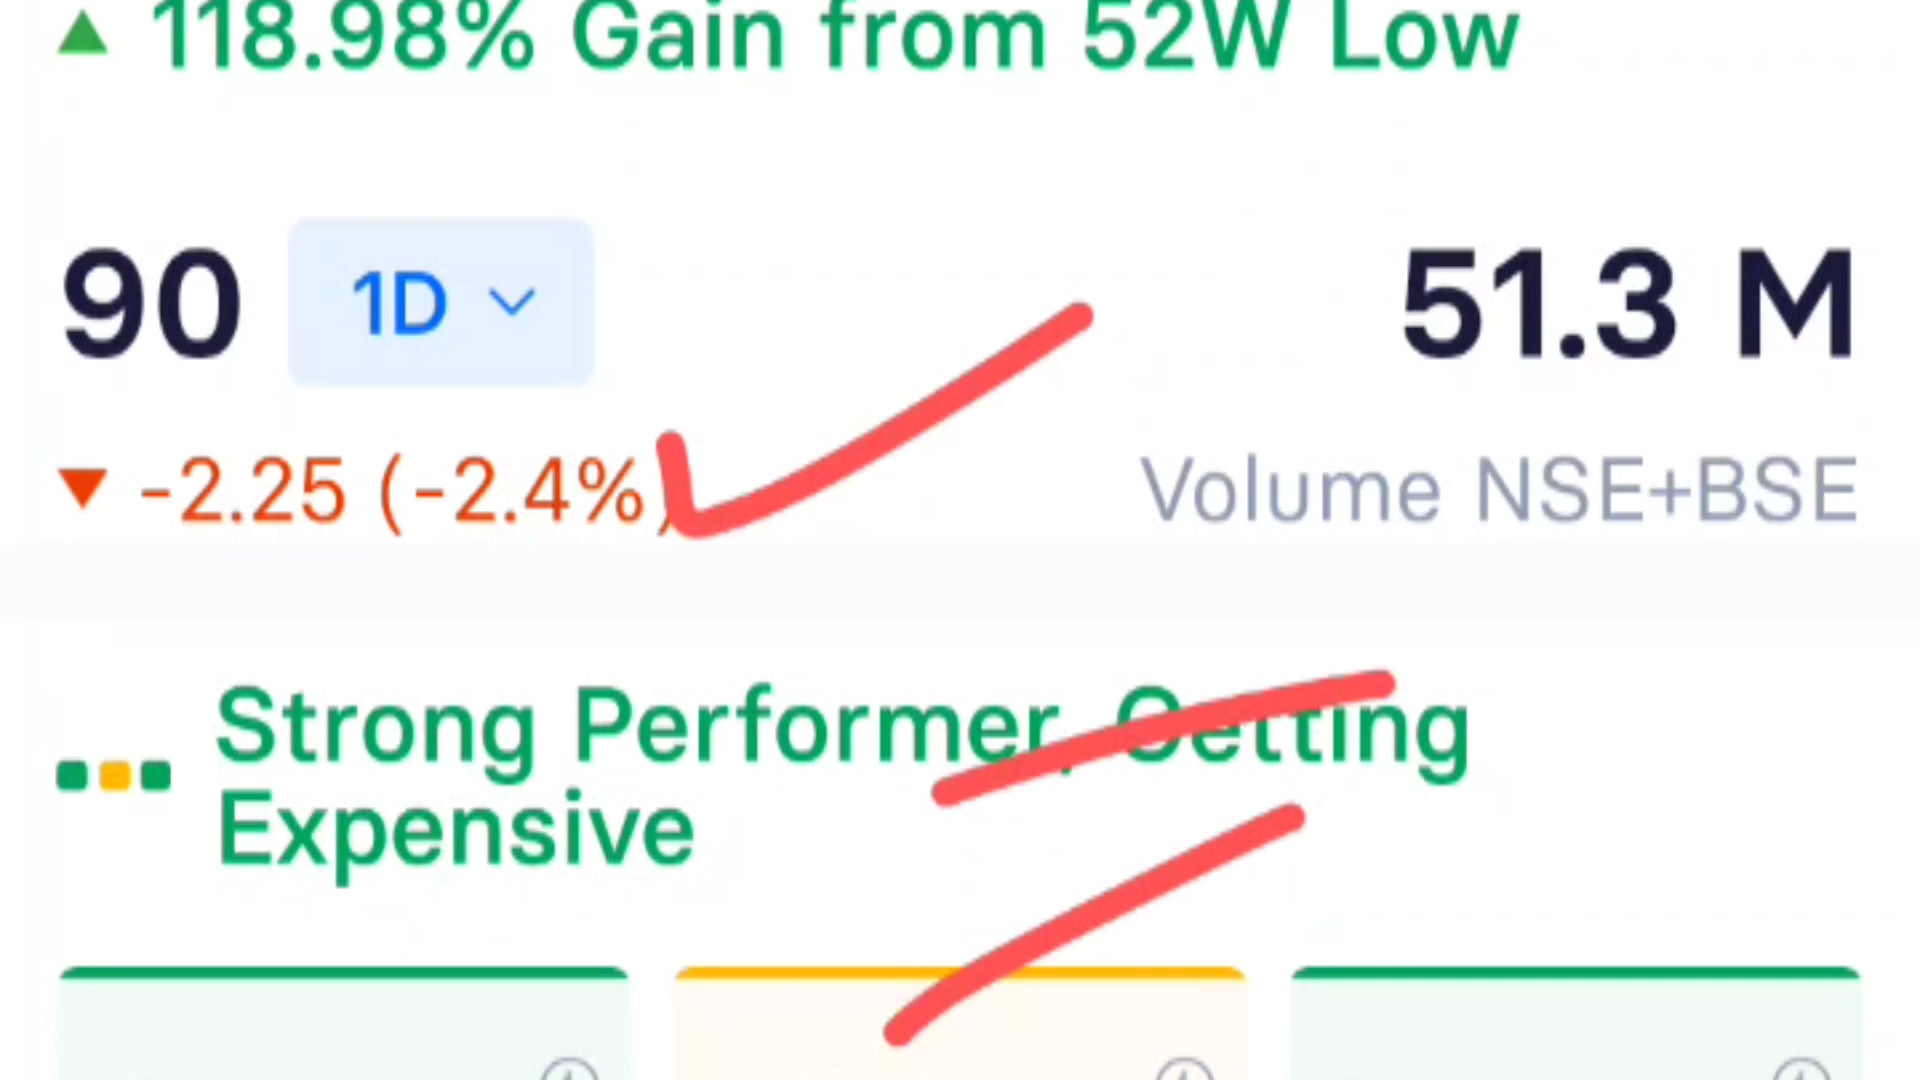 118.98% Gain from 52W Low
90 1D 51.3 M
-2.25 (-2.4%) Volume NSE+BSE
Strong Performer, Getting
Expensive